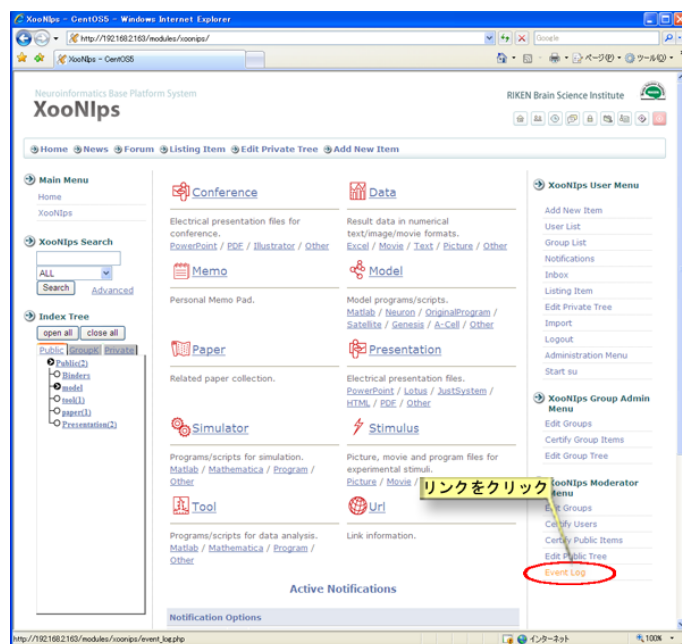 XooNIps - CentOS5 - Windows Internet Explorer
http://192.168.2.163/modules/xoonips/
Google
XooNIps - CentOS5
ページ(P)
ツール(O)
Neuroinformatics Base Platform System
XooNIps
RIKEN Brain Science Institute
Home
News
Forum
Listing Item
Edit Private Tree
Add New Item
Main Menu
Home
XooNIps
XooNIps Search
ALL
Search
Advanced
Index Tree
open all
close all
Public
GroupK
Private
Public(2)
Binders
model
tool(1)
paper(1)
Presentation(2)
Conference
Electrical presentation files for
conference.
PowerPoint / PDF / Illustrator / Other
Data
Result data in numerical
text/image/movie formats.
Excel / Movie / Text / Picture / Other
Memo
Personal Memo Pad.
Model
Model programs/scripts.
Matlab / Neuron / OriginalProgram /
Satellite / Genesis / A-Cell / Other
Paper
Related paper collection.
Presentation
Electrical presentation files.
PowerPoint / Lotus / JustSystem /
HTML / PDF / Other
Simulator
Programs/scripts for simulation.
Matlab / Mathematica / Program /
Other
Stimulus
Picture, movie and program files for
experimental stimuli.
Picture / Movie /
Tool
Programs/scripts for data analysis.
Matlab / Mathematica / Program /
Other
Url
Link information.
Active Notifications
Notification Options
XooNIps User Menu
Add New Item
User List
Group List
Notifications
Inbox
Listing Item
Edit Private Tree
Import
Logout
Administration Menu
Start su
XooNIps Group Admin
Menu
Edit Groups
Certify Group Items
Edit Group Tree
リンクをクリック
XooNIps Moderator
Menu
Edit Groups
Certify Users
Certify Public Items
Edit Public Tree
Event Log
http://192.168.2.163/modules/xoonips/event_log.php
インターネット
100%